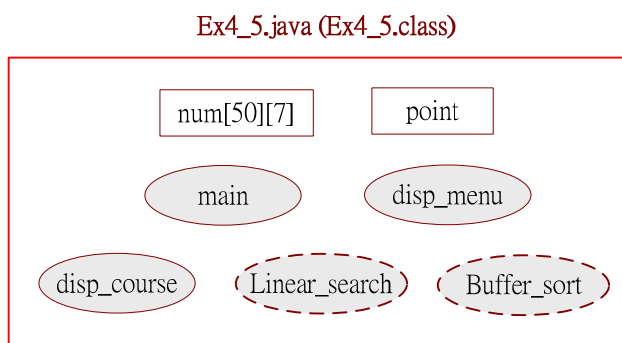 Ex4_5.java (Ex4_5.class)
num[50][7]
point
main
disp_menu
disp_course
Linear_search
Buffer_sort